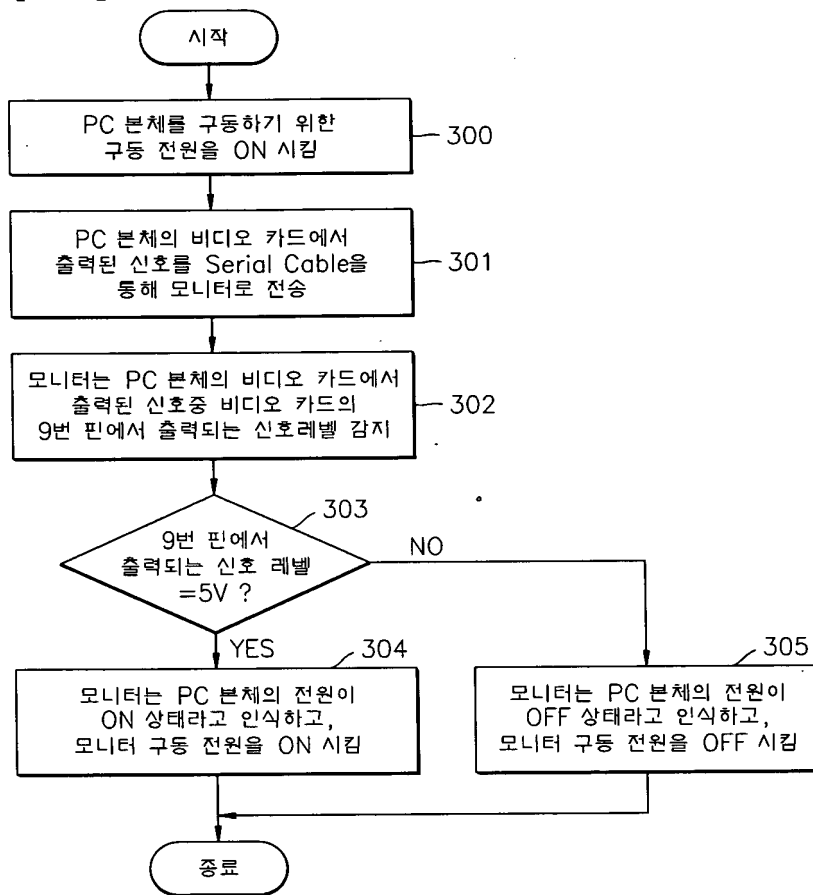 시작
PC 본체를 구동하기 위한
구동 전원을 ON 시킴
300
PC 본체의 비디오 카드에서
출력된 신호를 Serial Cable을
통해 모니터로 전송
301
모니터는 PC 본체의 비디오 카드에서
출력된 신호중 비디오 카드의
9번 핀에서 출력되는 신호레벨 감지
302
303
9번 핀에서
출력되는 신호 레벨
=5V ?
NO
YES
304
모니터는 PC 본체의 전원이
ON 상태라고 인식하고,
모니터 구동 전원을 ON 시킴
305
모니터는 PC 본체의 전원이
OFF 상태라고 인식하고,
모니터 구동 전원을 OFF 시킴
종료